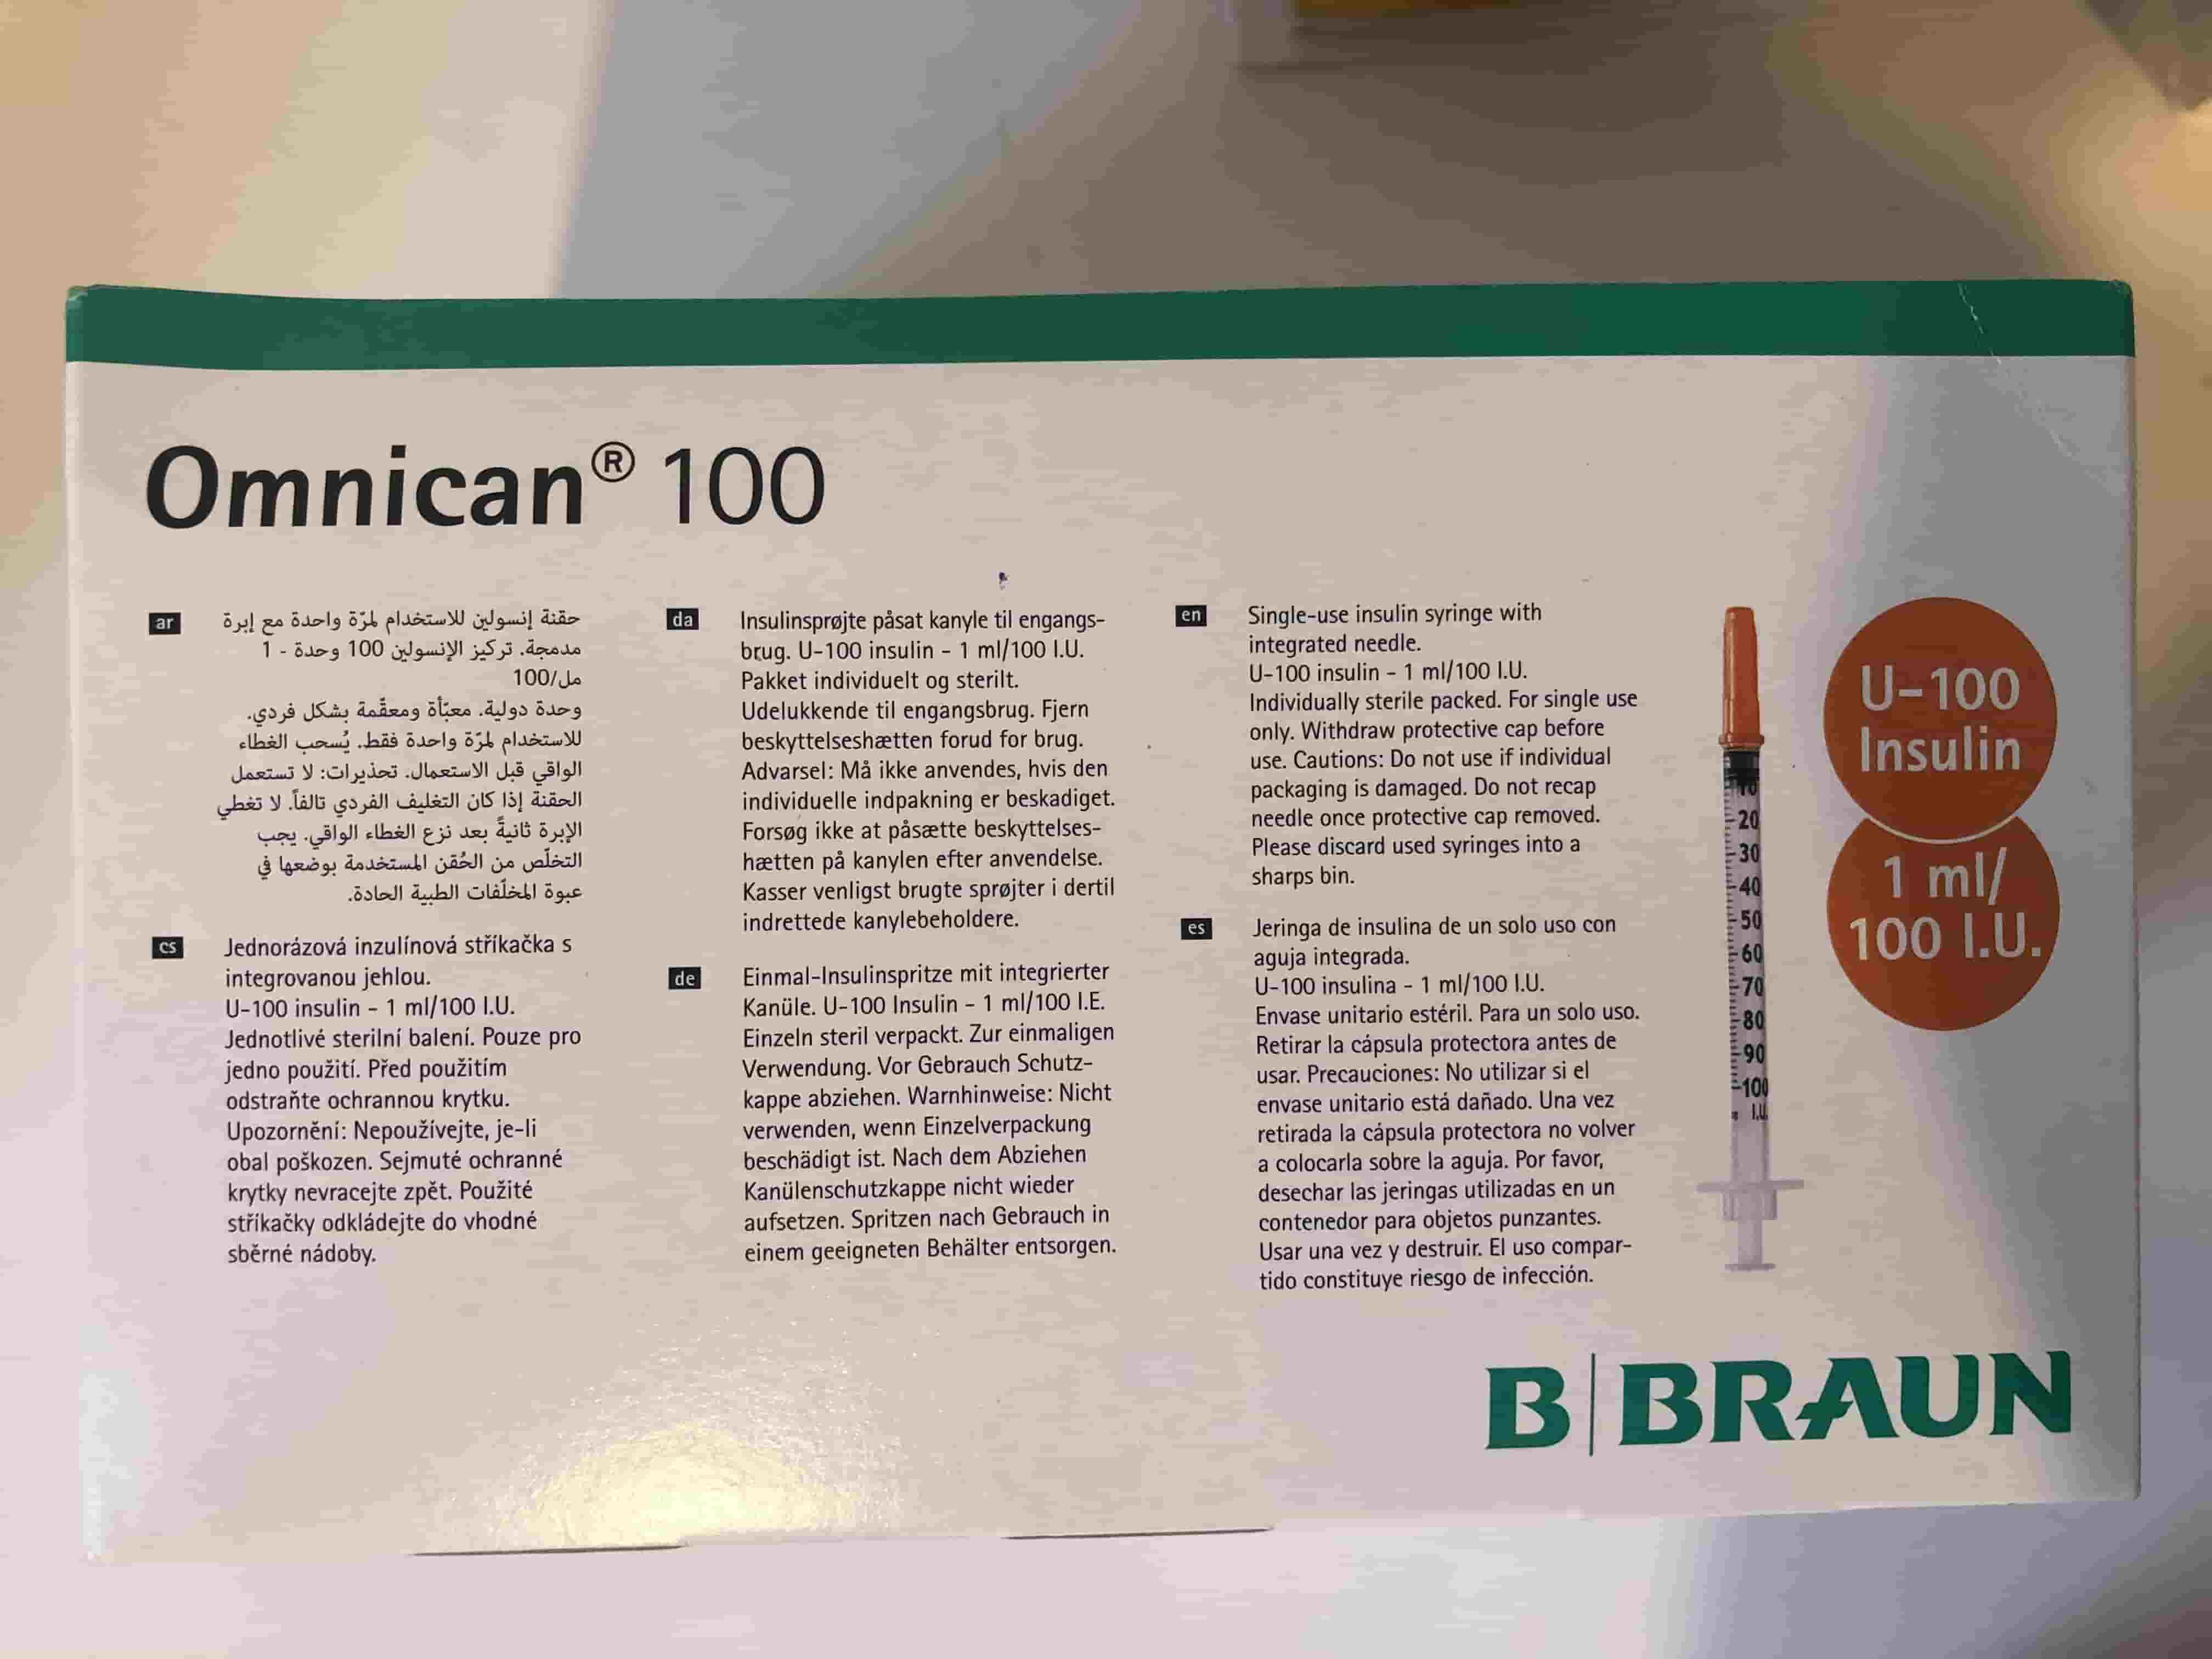 Omnican® 100
ar
حقنة إنسولين للاستخدام لمرّة واحدة مع إبرة
مدمجة. تركيز الإنسولين 100 وحدة - 1
مل/100
وحدة دولية. معبّأة ومعقّمة بشكل فردي.
للاستخدام لمرّة واحدة فقط. يُسحب الغطاء
الواقي قبل الاستعمال. تحذيرات: لا تستعمل
الحقنة إذا كان التغليف الفردي تالفاً. لا تغطي
الإبرة ثانيةً بعد نزع الغطاء الواقي. يجب
التخلّص من الحُقن المستخدمة بوضعها في
عبوة المخلّفات الطبية الحادة.
cs
Jednorázová inzulínová stříkačka s
integrovanou jehlou.
U-100 insulin - 1 ml/100 I.U.
Jednotlivé sterilní balení. Pouze pro
jedno použití. Před použitím
odstraňte ochrannou krytku.
Upozornění: Nepoužívejte, je-li
obal poškozen. Sejmuté ochranné
krytky nevracejte zpět. Použité
stříkačky odkládejte do vhodné
sběrné nádoby.
da
Insulinsprøjte påsat kanyle til engangs-
brug. U-100 insulin - 1 ml/100 I.U.
Pakket individuelt og sterilt.
Udelukkende til engangsbrug. Fjern
beskyttelseshætten forud for brug.
Advarsel: Må ikke anvendes, hvis den
individuelle indpakning er beskadiget.
Forsøg ikke at påsætte beskyttelses-
hætten på kanylen efter anvendelse.
Kasser venligst brugte sprøjter i dertil
indrettede kanylebeholdere.
de
Einmal-Insulinspritze mit integrierter
Kanüle. U-100 Insulin - 1 ml/100 I.E.
Einzeln steril verpackt. Zur einmaligen
Verwendung. Vor Gebrauch Schutz-
kappe abziehen. Warnhinweise: Nicht
verwenden, wenn Einzelverpackung
beschädigt ist. Nach dem Abziehen
Kanülenschutzkappe nicht wieder
aufsetzen. Spritzen nach Gebrauch in
einem geeigneten Behälter entsorgen.
en
Single-use insulin syringe with
integrated needle.
U-100 insulin - 1 ml/100 I.U.
Individually sterile packed. For single use
only. Withdraw protective cap before
use. Cautions: Do not use if individual
packaging is damaged. Do not recap
needle once protective cap removed.
Please discard used syringes into a
sharps bin.
es
Jeringa de insulina de un solo uso con
aguja integrada.
U-100 insulina - 1 ml/100 I.U.
Envase unitario estéril. Para un solo uso.
Retirar la cápsula protectora antes de
usar. Precauciones: No utilizar si el
envase unitario está dañado. Una vez
retirada la cápsula protectora no volver
a colocarla sobre la aguja. Por favor,
desechar las jeringas utilizadas en un
contenedor para objetos punzantes.
Usar una vez y destruir. El uso compar-
tido constituye riesgo de infección.
10
20
30
40
50
60
70
80
90
100
I.U.
U-100
Insulin
1 ml/
100 I.U.
B|BRAUN